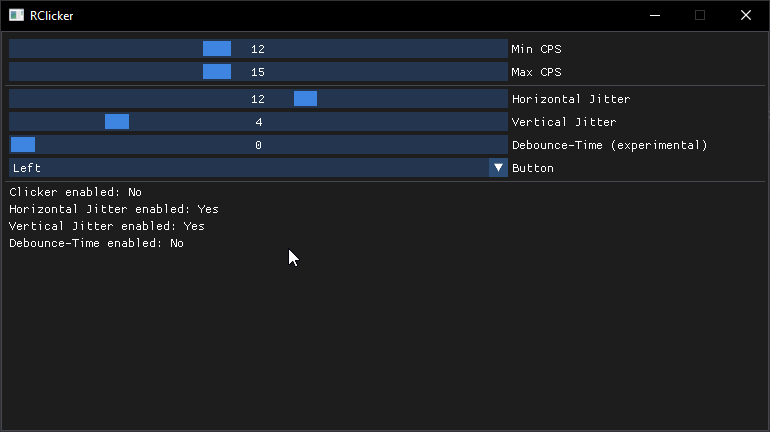 RClicker
12 Min CPS
15 Max CPS
12 Horizontal Jitter
4 Vertical Jitter
0 Debounce-Time (experimental)
Left Button
Clicker enabled: No
Horizontal Jitter enabled: Yes
Vertical Jitter enabled: Yes
Debounce-Time enabled: No